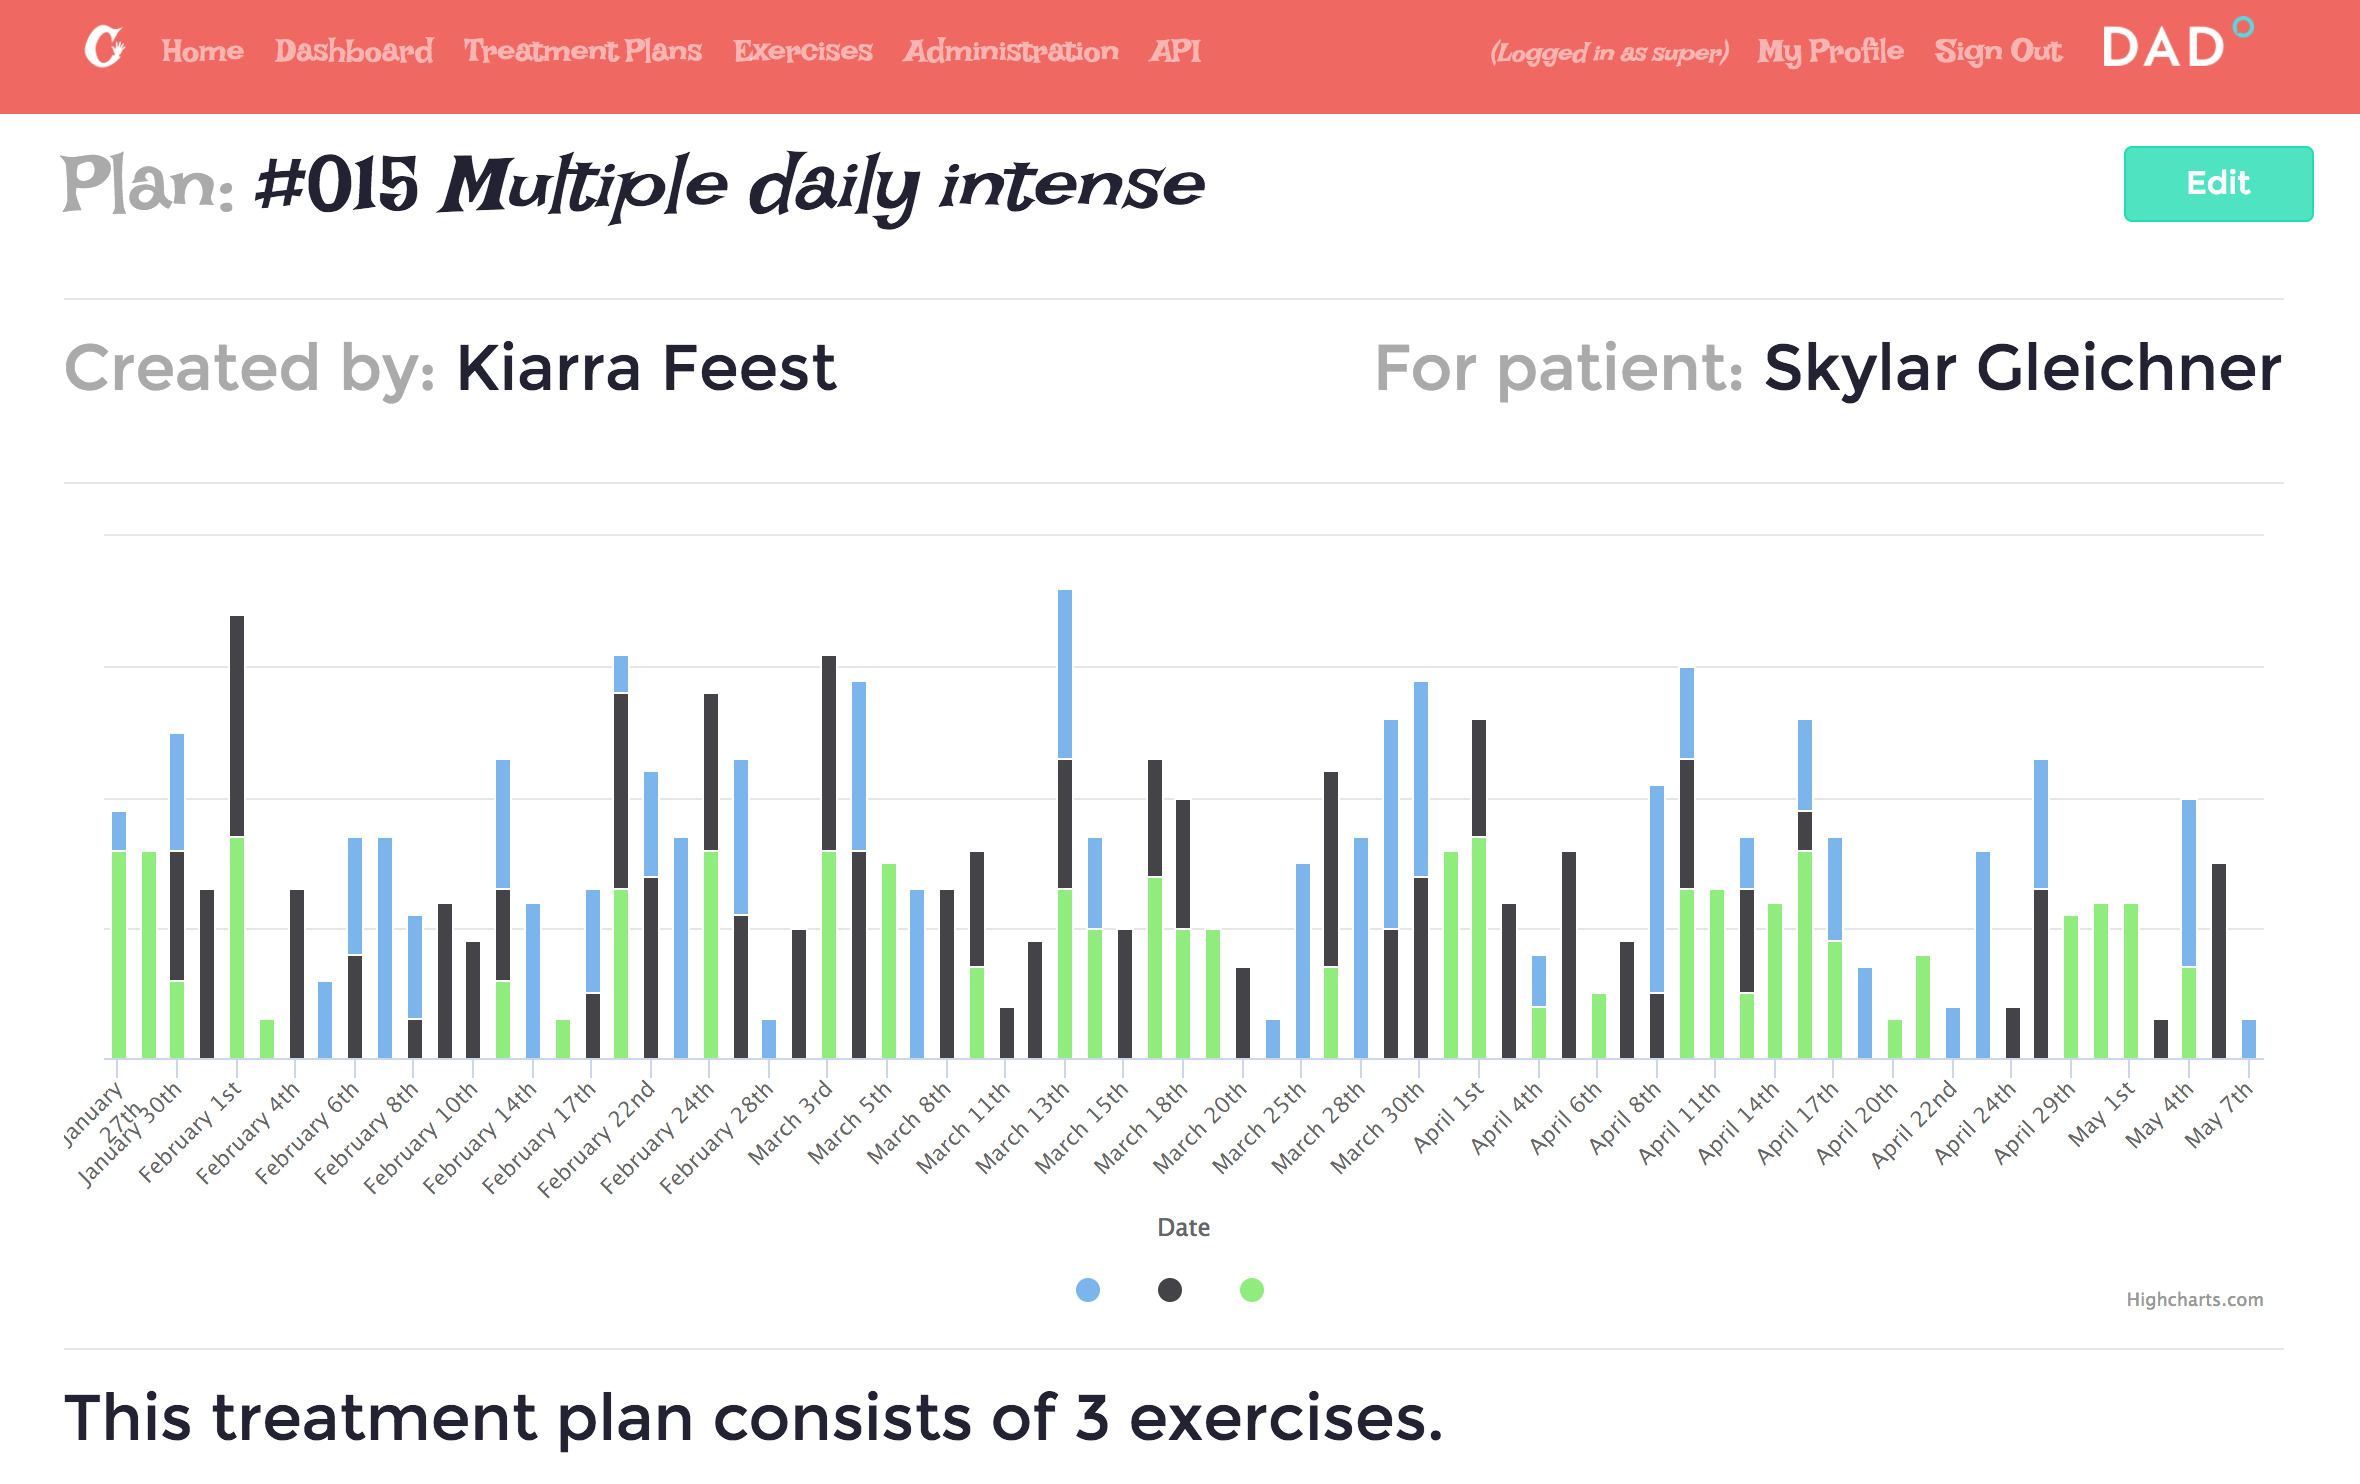 Home Dashboard Treatment Plans Exercises Administration API (Logged in as super) My Profile Sign Out DAD
Plan: #015 Multiple daily intense
Edit
Created by: Kiarra Feest
For patient: Skylar Gleichner
January 27th
January 30th
February 1st
February 4th
February 6th
February 8th
February 10th
February 14th
February 17th
February 22nd
February 24th
February 28th
March 3rd
March 5th
March 8th
March 11th
March 13th
March 15th
March 18th
March 20th
March 25th
March 28th
March 30th
April 1st
April 4th
April 6th
April 8th
April 11th
April 14th
April 17th
April 20th
April 22nd
April 24th
April 29th
May 1st
May 4th
May 7th
Date
Highcharts.com
This treatment plan consists of 3 exercises.